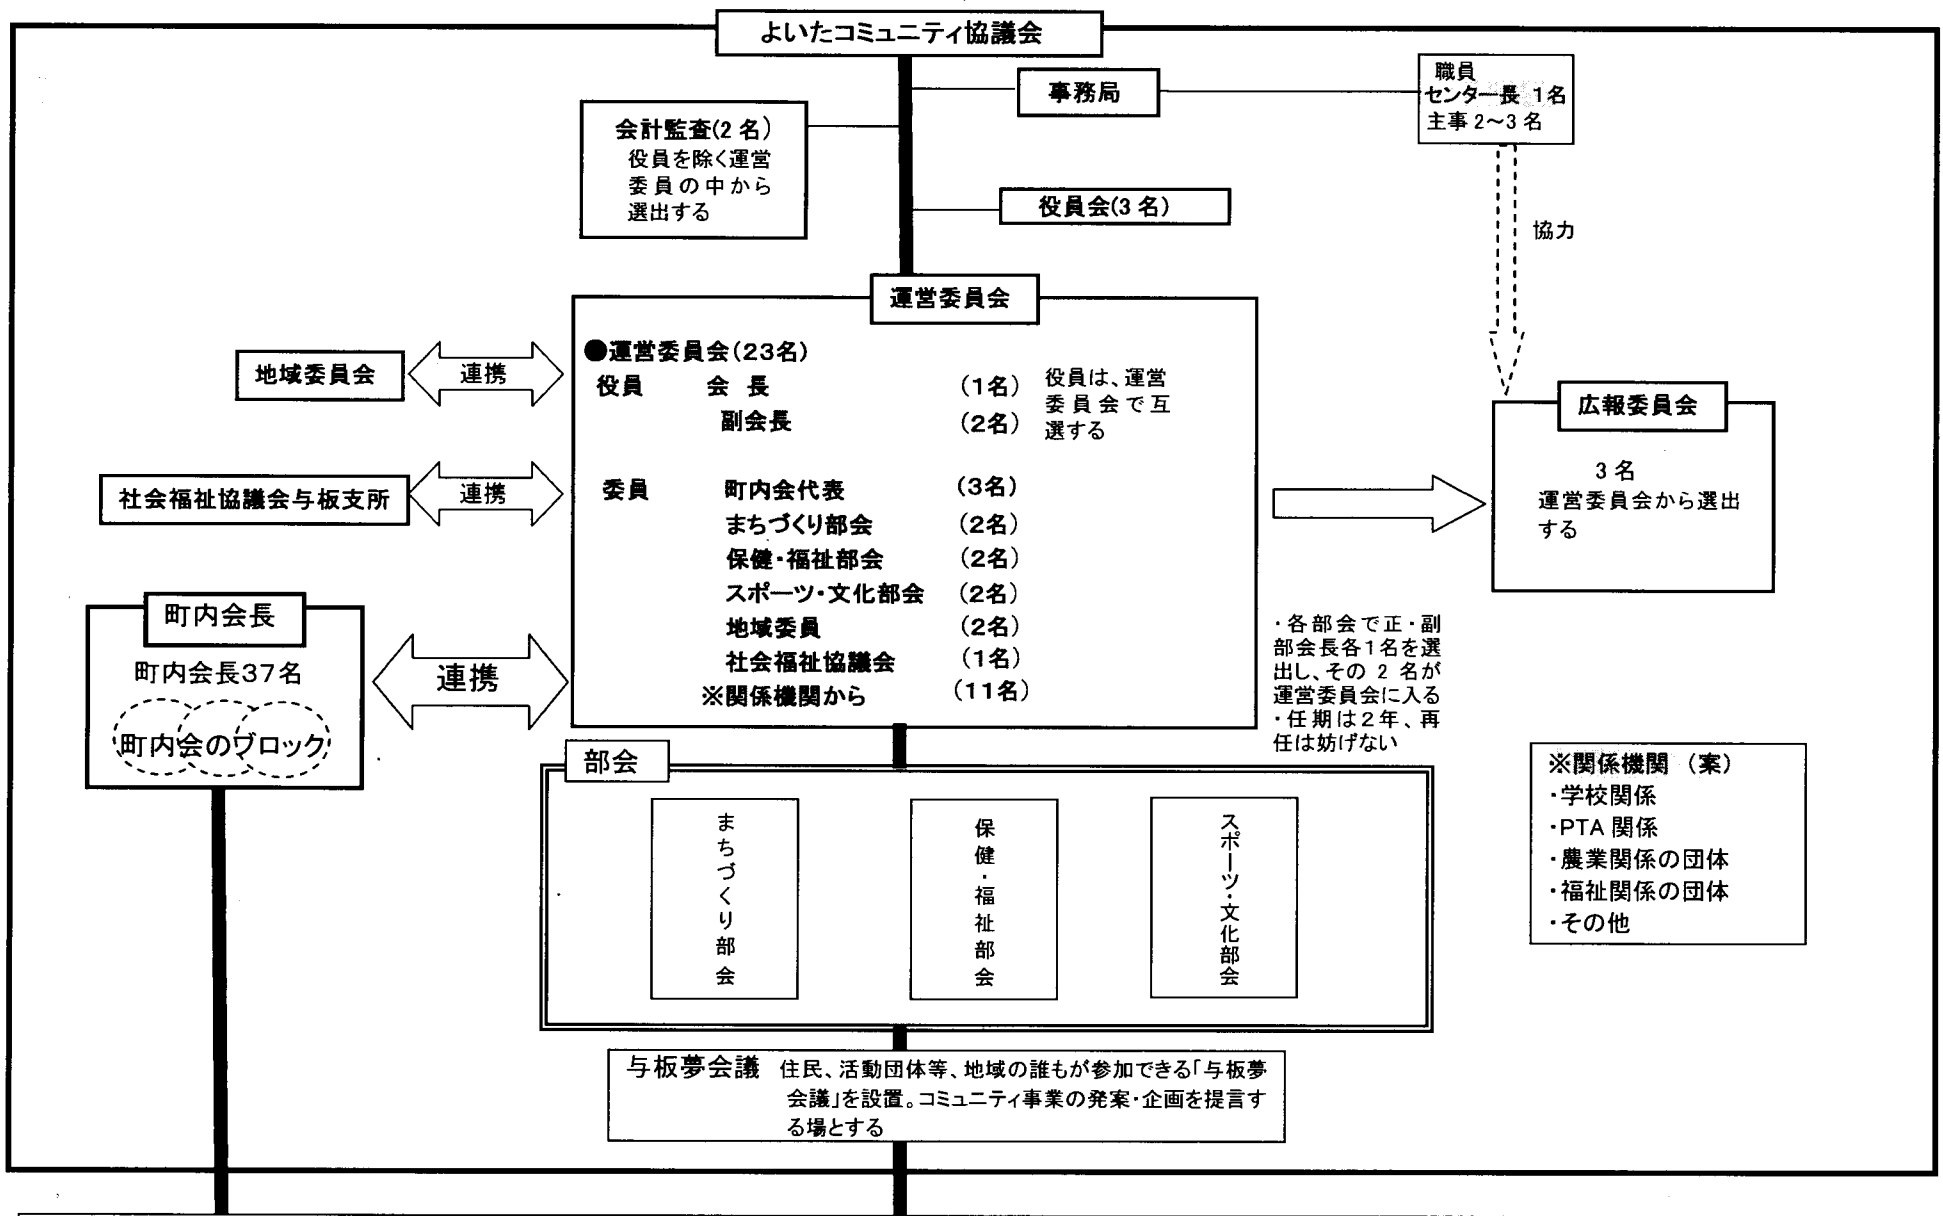 よいたコミュニティ協議会
事務局
職員
センター長 1名
主事 2～3 名
会計監査(2 名)
役員を除く運営
委員の中から
選出する
役員会(3 名)
協力
運営委員会
●運営委員会(23名)
役員 会 長 (1名)
副会長 (2名)
役員は、運営
委員会で互
選する
委員 町内会代表 (3名)
まちづくり部会 (2名)
保健・福祉部会 (2名)
スポーツ・文化部会 (2名)
地域委員 (2名)
社会福祉協議会 (1名)
※関係機関から (11名)
地域委員会
連携
社会福祉協議会与板支所
連携
町内会長
町内会長37名
町内会のブロック
連携
広報委員会
3 名
運営委員会から選出
する
・各部会で正・副
部会長各1名を選
出し、その 2 名が
運営委員会に入る
・任期は２年、再
任は妨げない
部会
まちづくり部会
保健・福祉部会
スポーツ・文化部会
※関係機関 (案)
・学校関係
・PTA 関係
・農業関係の団体
・福祉関係の団体
・その他
与板夢会議 住民、活動団体等、地域の誰もが参加できる「与板夢
会議」を設置。コミュニティ事業の発案・企画を提言す
る場とする